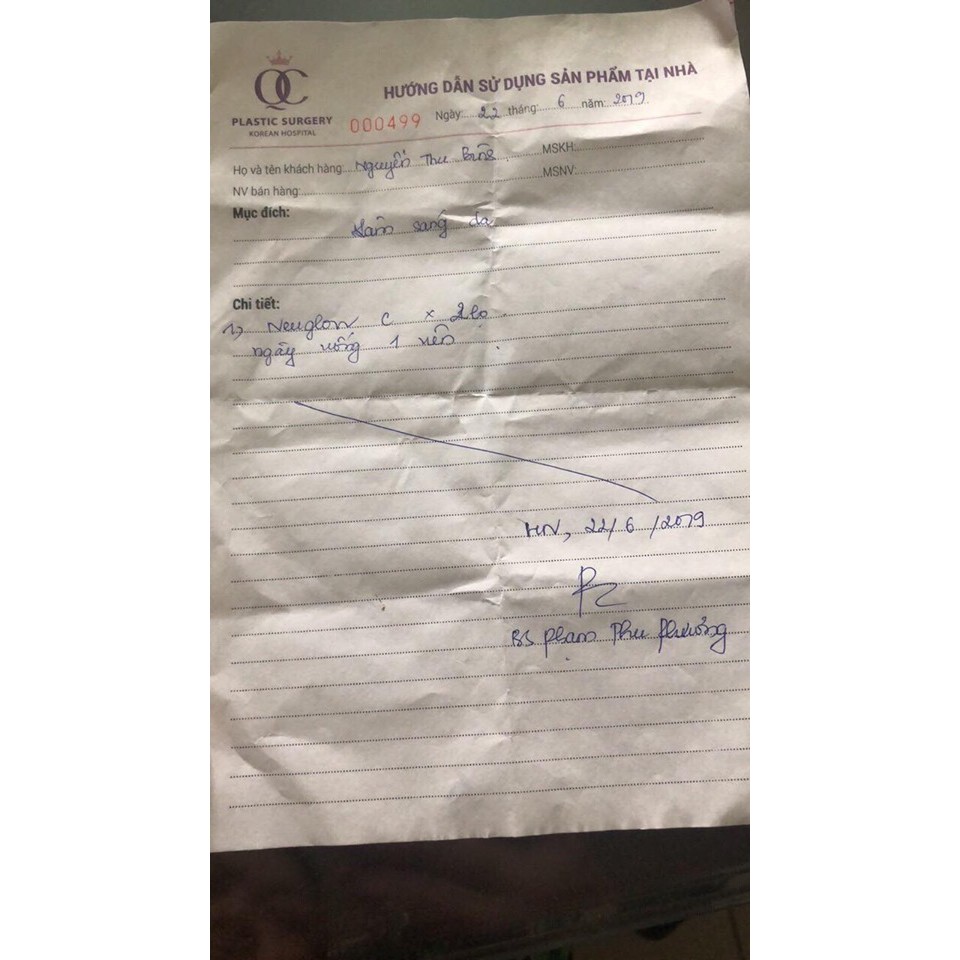 QC
PLASTIC SURGERY
KOREAN HOSPITAL
HƯỚNG DẪN SỬ DỤNG SẢN PHẨM TẠI NHÀ
000499 Ngày: 22 tháng: 6 năm: 2019
Họ và tên khách hàng: Nguyễn Thu MSKH:
NV bán hàng: MSNV:
Mục đích:
Làm sáng da
Chi tiết:
1, Neuglow C x 2 lọ
ngày uống 1 viên
HN, 22/6/2019
BS Phạm Thu Phương